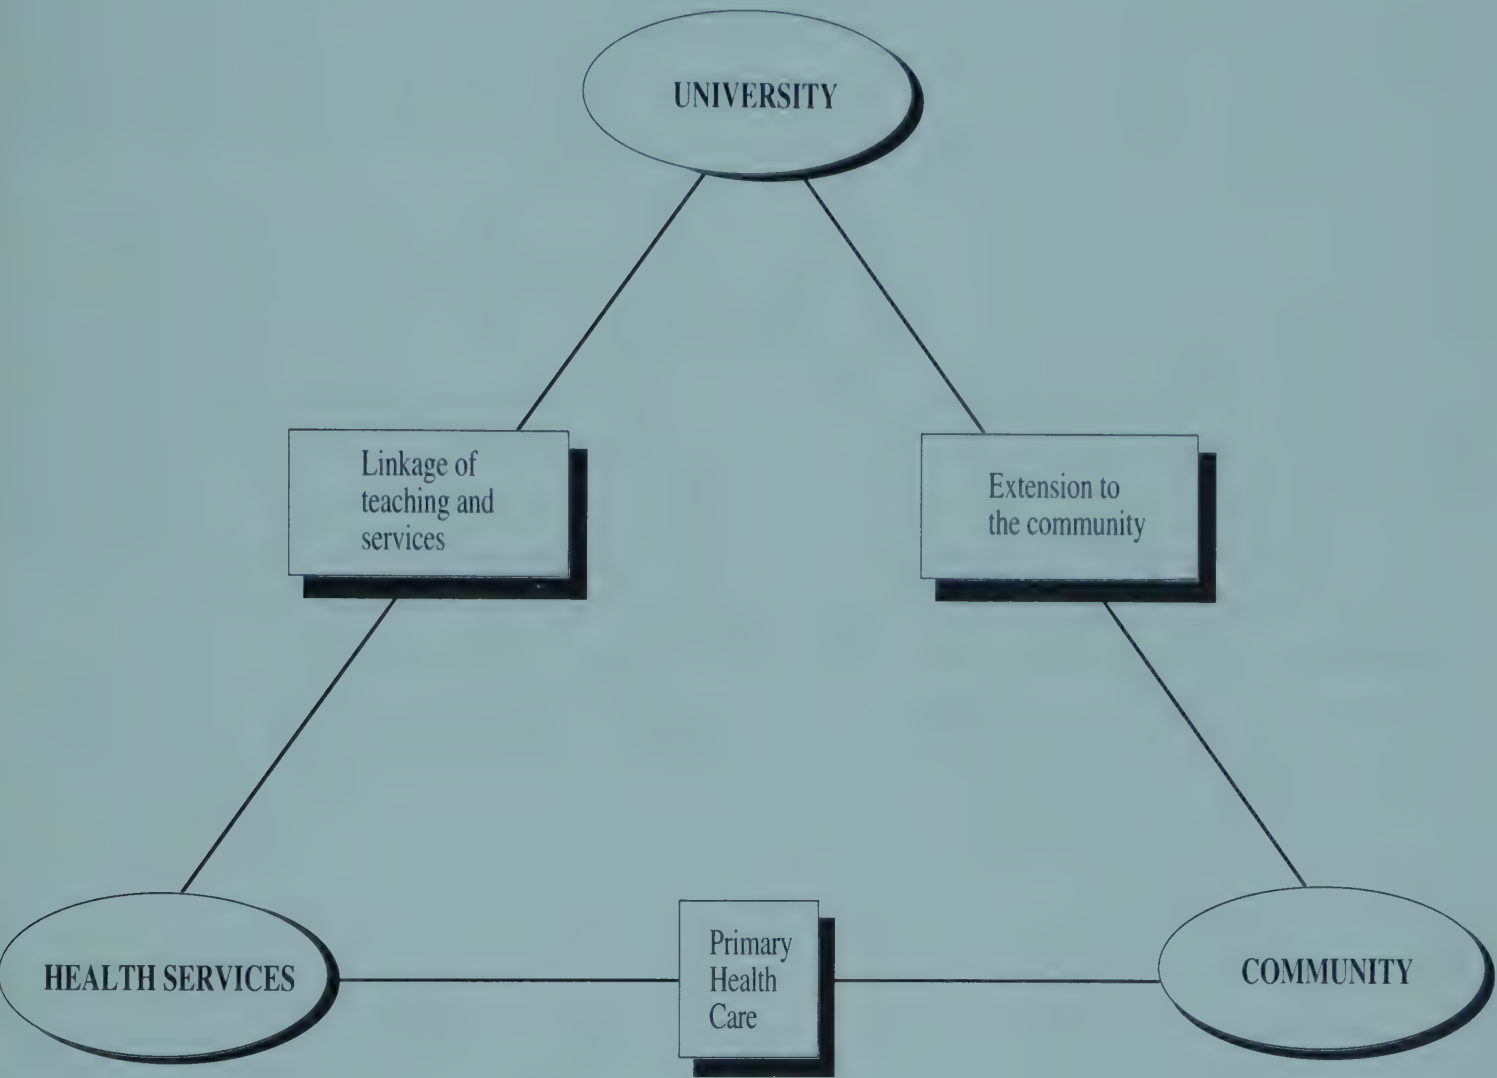 UNIVERSITY
Linkage of
teaching and
services
Extension to
the community
HEALTH SERVICES
Primary
Health
Care
COMMUNITY